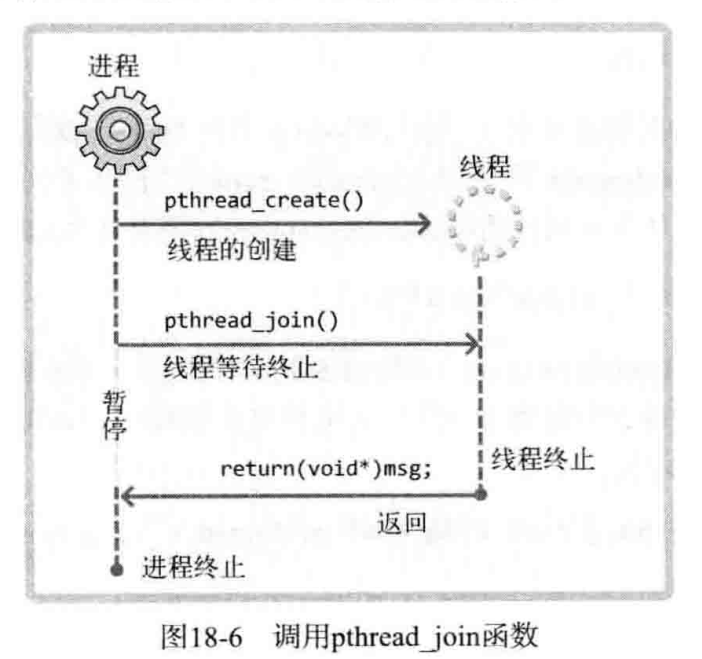 进程
线程
pthread_create()
线程的创建
pthread_join()
线程等待终止
暂停
线程终止
return(void*)msg;
返回
进程终止
图18-6 调用pthread_join函数